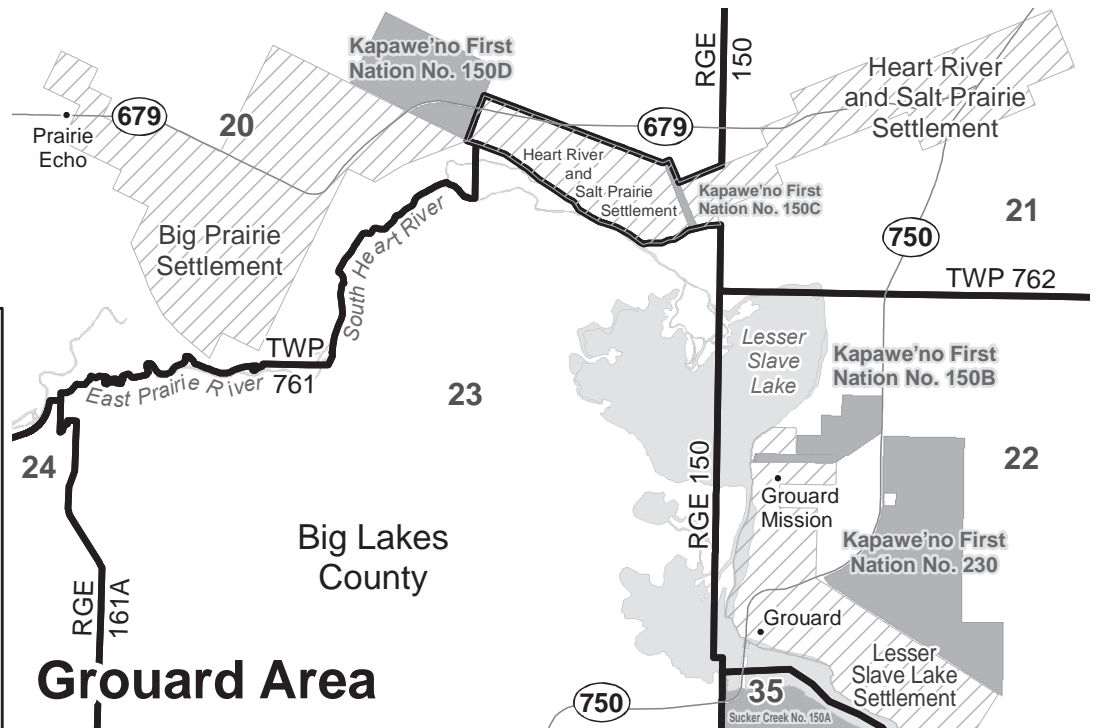 Kapawe'no First
Nation No. 150D
RGE
150
Heart River
and Salt Prairie
Settlement
679
20
679
Prairie
Echo
Heart River
and
Salt Prairie
Settlement
Kapawe'no First
Nation No. 150C
21
Big Prairie
Settlement
South Heart River
750
TWP 762
Lesser
Slave
Lake
TWP
761
East Prairie River
Kapawe'no First
Nation No. 150B
23
24
RGE 150
22
Grouard
Mission
Big Lakes
County
Kapawe'no First
Nation No. 230
RGE
161A
Grouard
Lesser
Slave Lake
Settlement
Grouard Area
750
35
Sucker Creek No. 150A